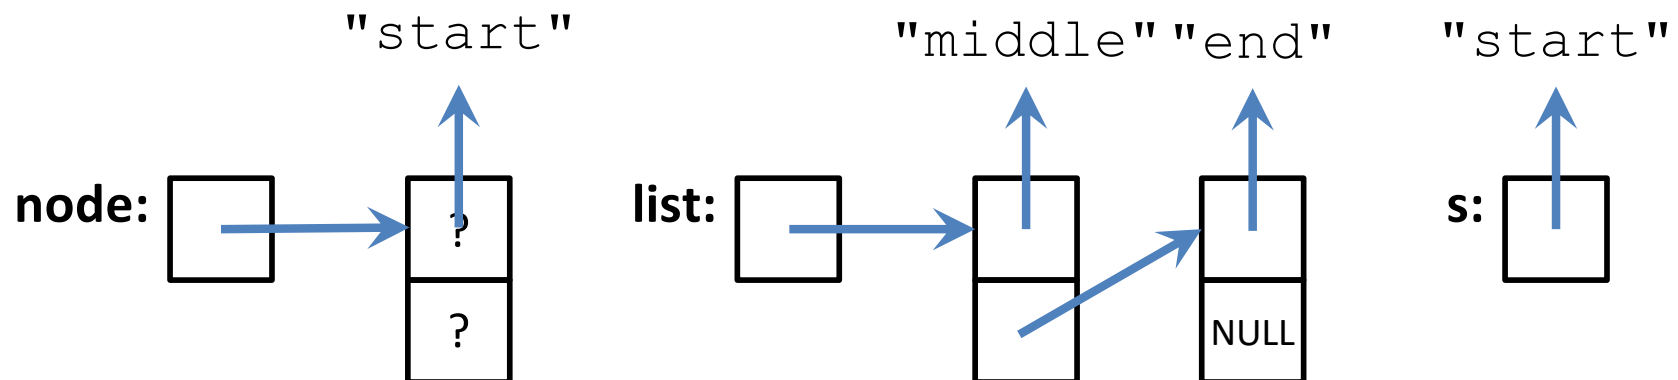 "start" "middle" "end" "start"
node: ? list: s:
? NULL